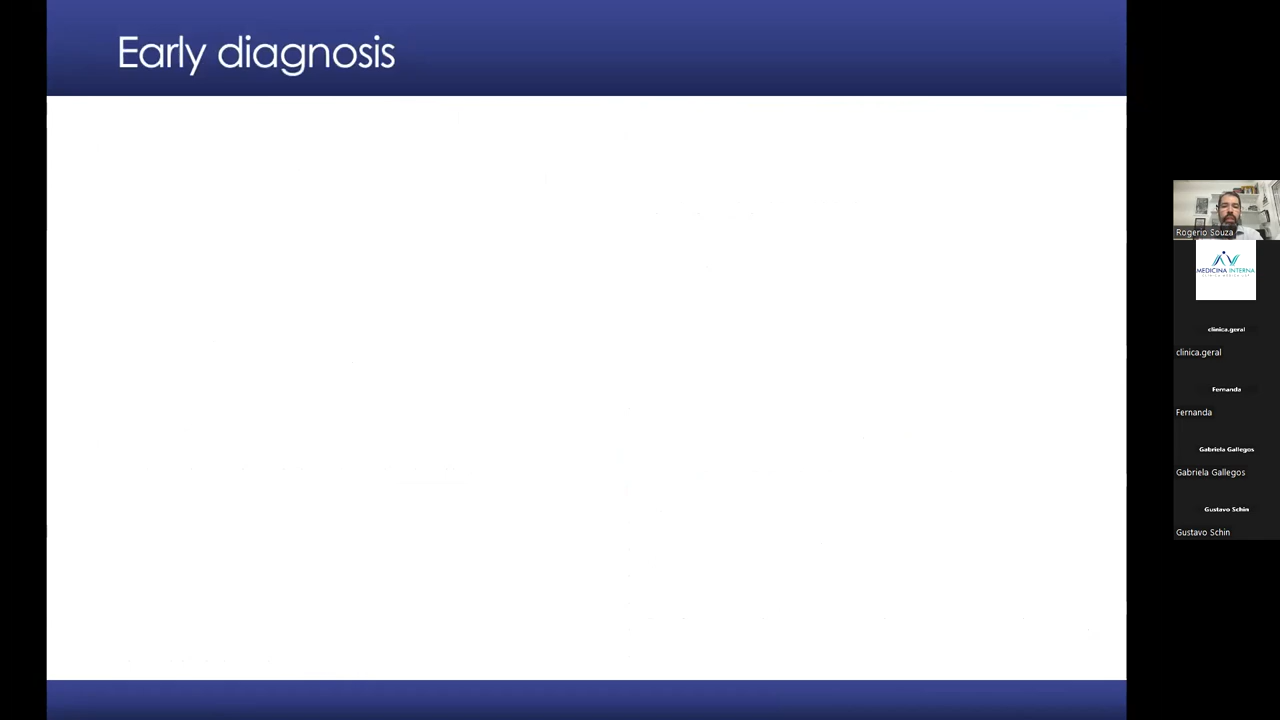 Early diagnosis
Rogerio Souza
MEDICINA INTERNA
clinica.geral
clinica.geral
Fernanda
Fernanda
Gabriela Gallegos
Gabriela Gallegos
Gustavo Schin
Gustavo Schin